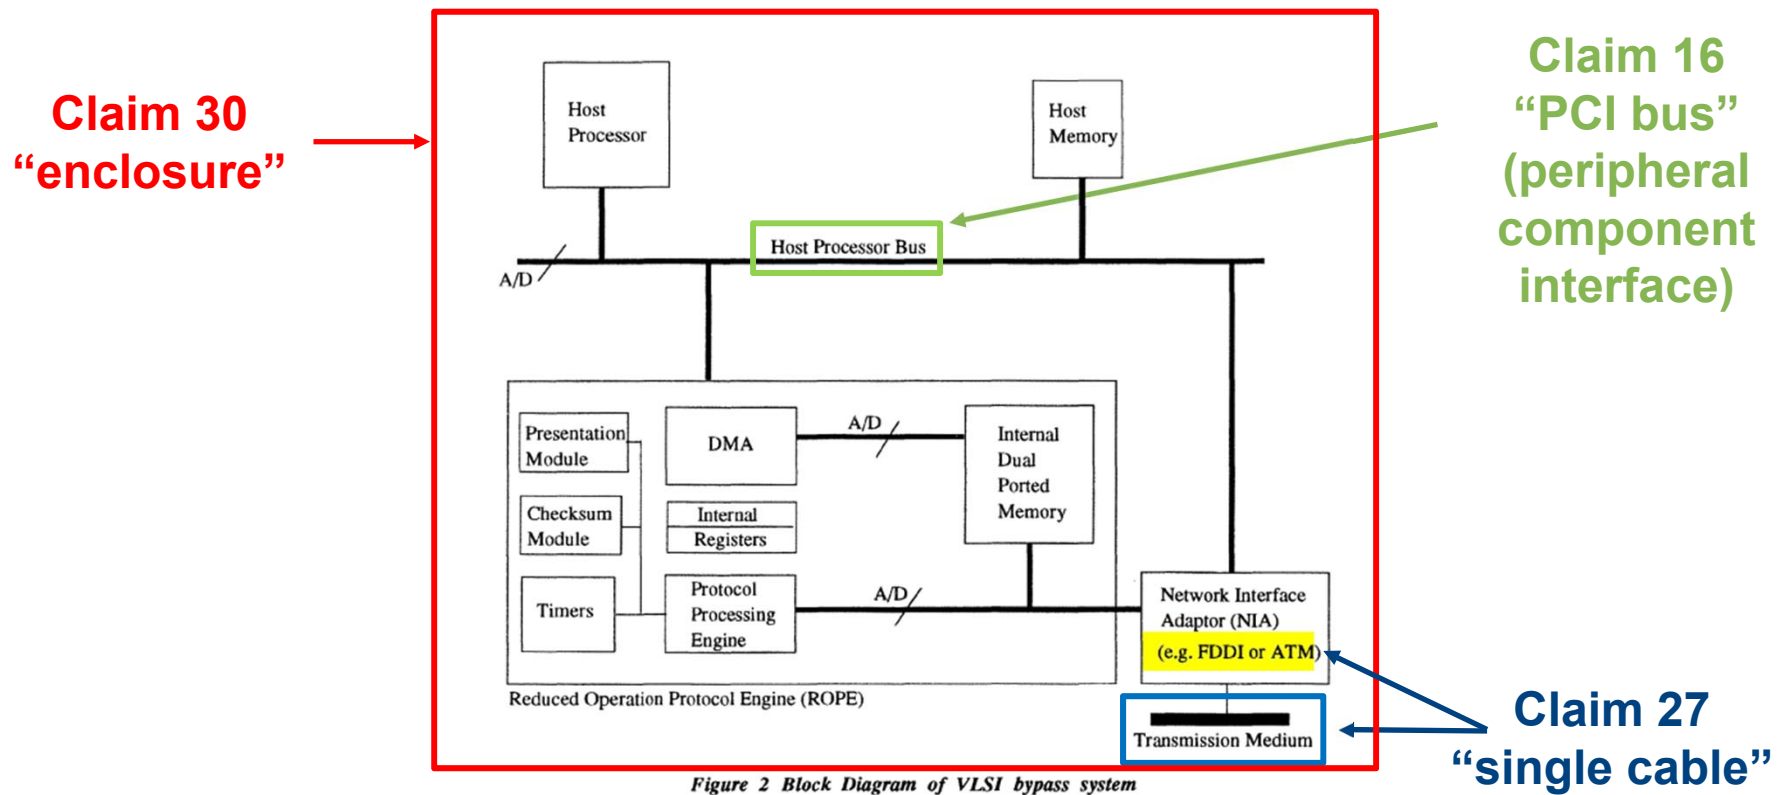 Claim 30
“enclosure”
Claim 16
“PCI bus”
(peripheral
component
interface)
Host
Processor
Host
Memory
Host Processor Bus
A/D
Presentation
Module
DMA
A/D
Internal
Dual
Ported
Memory
Checksum
Module
Internal
Registers
Timers
Protocol
Processing
Engine
A/D
Network Interface
Adaptor (NIA)
(e.g. FDDI or ATM)
Reduced Operation Protocol Engine (ROPE)
Transmission Medium
Claim 27
“single cable”
Figure 2 Block Diagram of VLSI bypass system